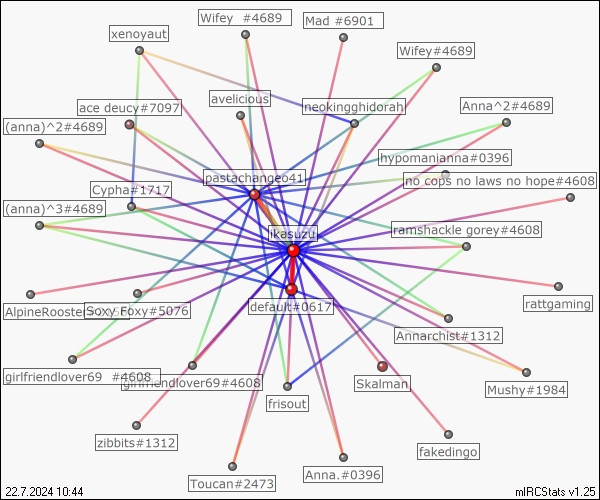 Wifey  #4689
Mad #6901
xenoyaut
Wifey#4689
avelicious
ace deucy#7097
neokingghidorah
Anna^2#4689
(anna)^2#4689
hypomanianna#0396
pastachangeo41
no cops no laws no hope#4608
Cypha#1717
(anna)^3#4689
jkasuzu
ramshackle gorey#4608
default#0617
rattgaming
AlpineRooster
Soxy Foxy#5076
Annarchist#1312
girlfriendlover69  #4608
girlfriendlover69#4608
Skalman
Mushy#1984
frisout
zibbits#1312
fakedingo
Anna.#0396
Toucan#2473
22.7.2024 10:44
mIRCStats v1.25